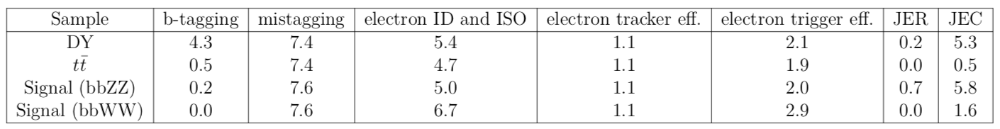 Sample b-tagging mistagging electron ID and ISO electron tracker eff. electron trigger eff. JER JEC
DY 4.3 7.4 5.4 1.1 2.1 0.2 5.3
tt̄ 0.5 7.4 4.7 1.1 1.9 0.0 0.5
Signal (bbZZ) 0.2 7.6 5.0 1.1 2.0 0.7 5.8
Signal (bbWW) 0.0 7.6 6.7 1.1 2.9 0.0 1.6